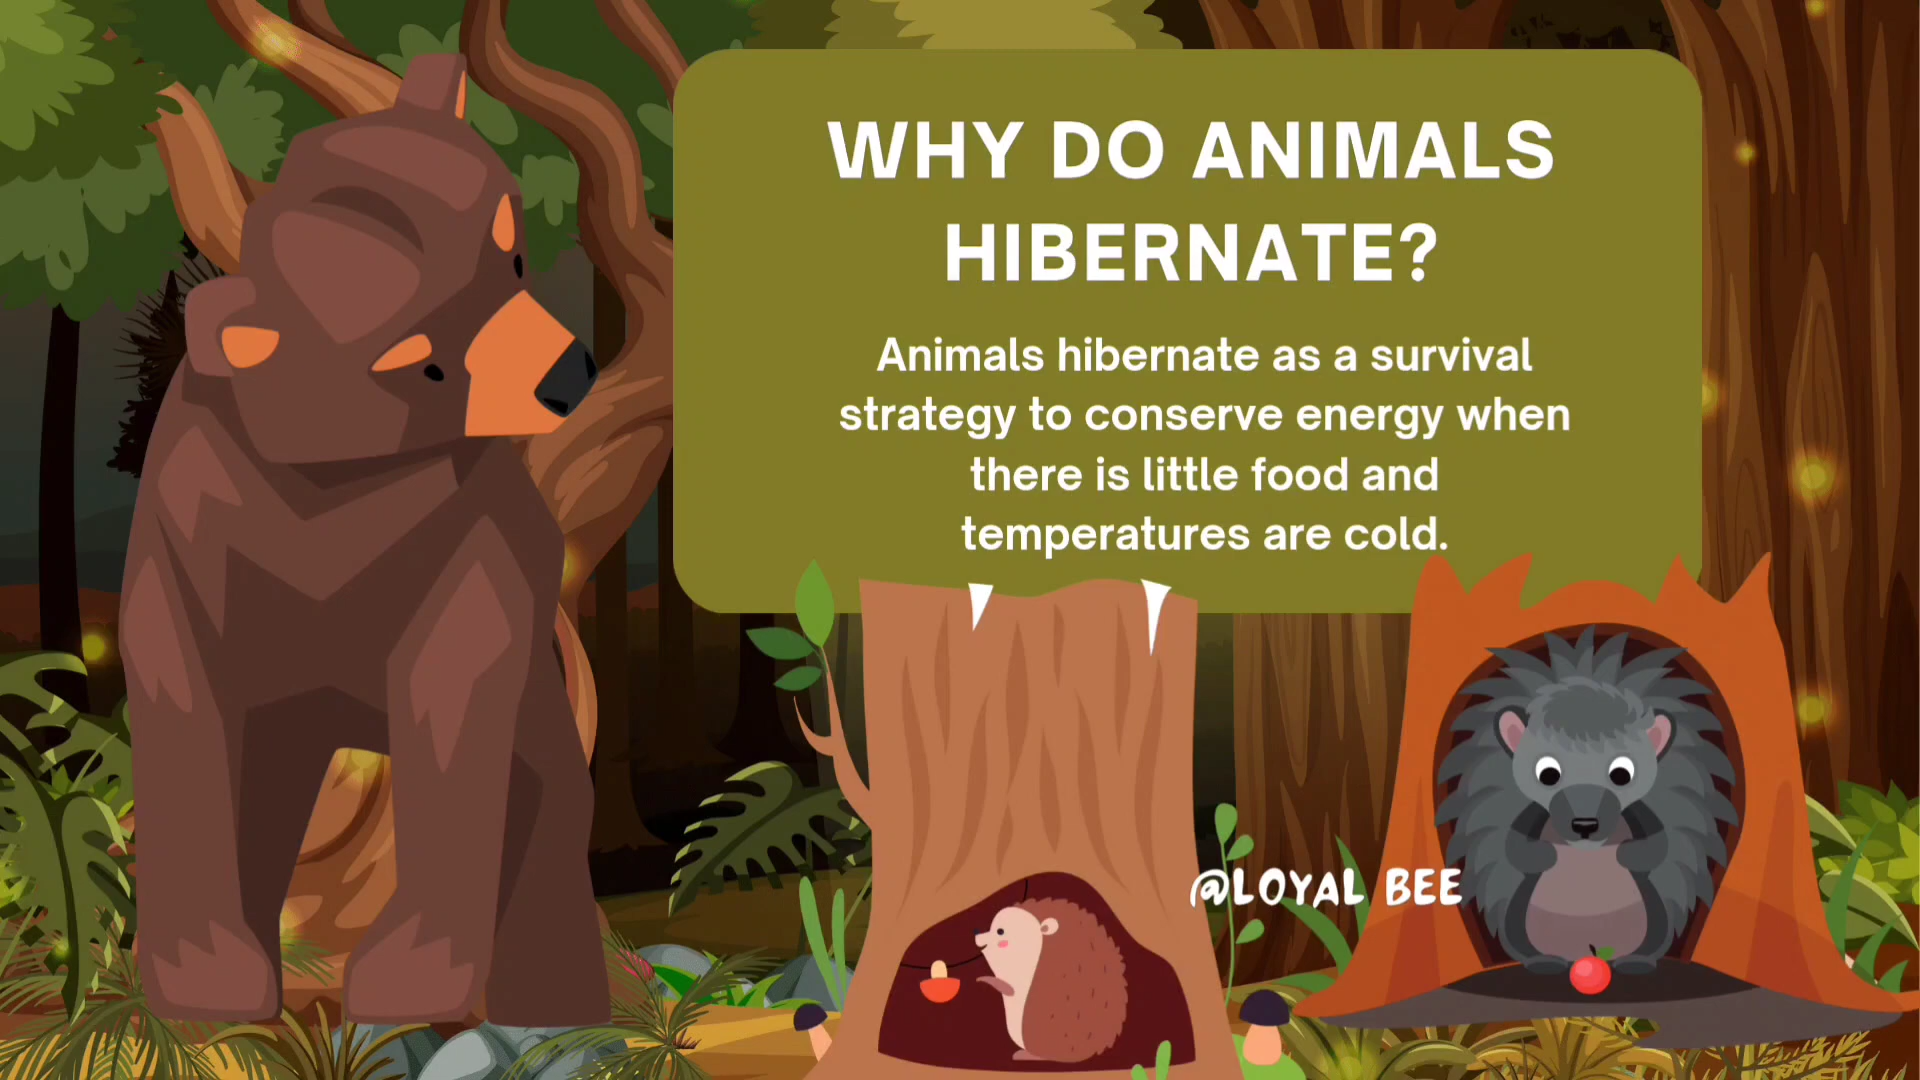 WHY DO ANIMALS
HIBERNATE?
Animals hibernate as a survival
strategy to conserve energy when
there is little food and
temperatures are cold.
@LOYAL BEE